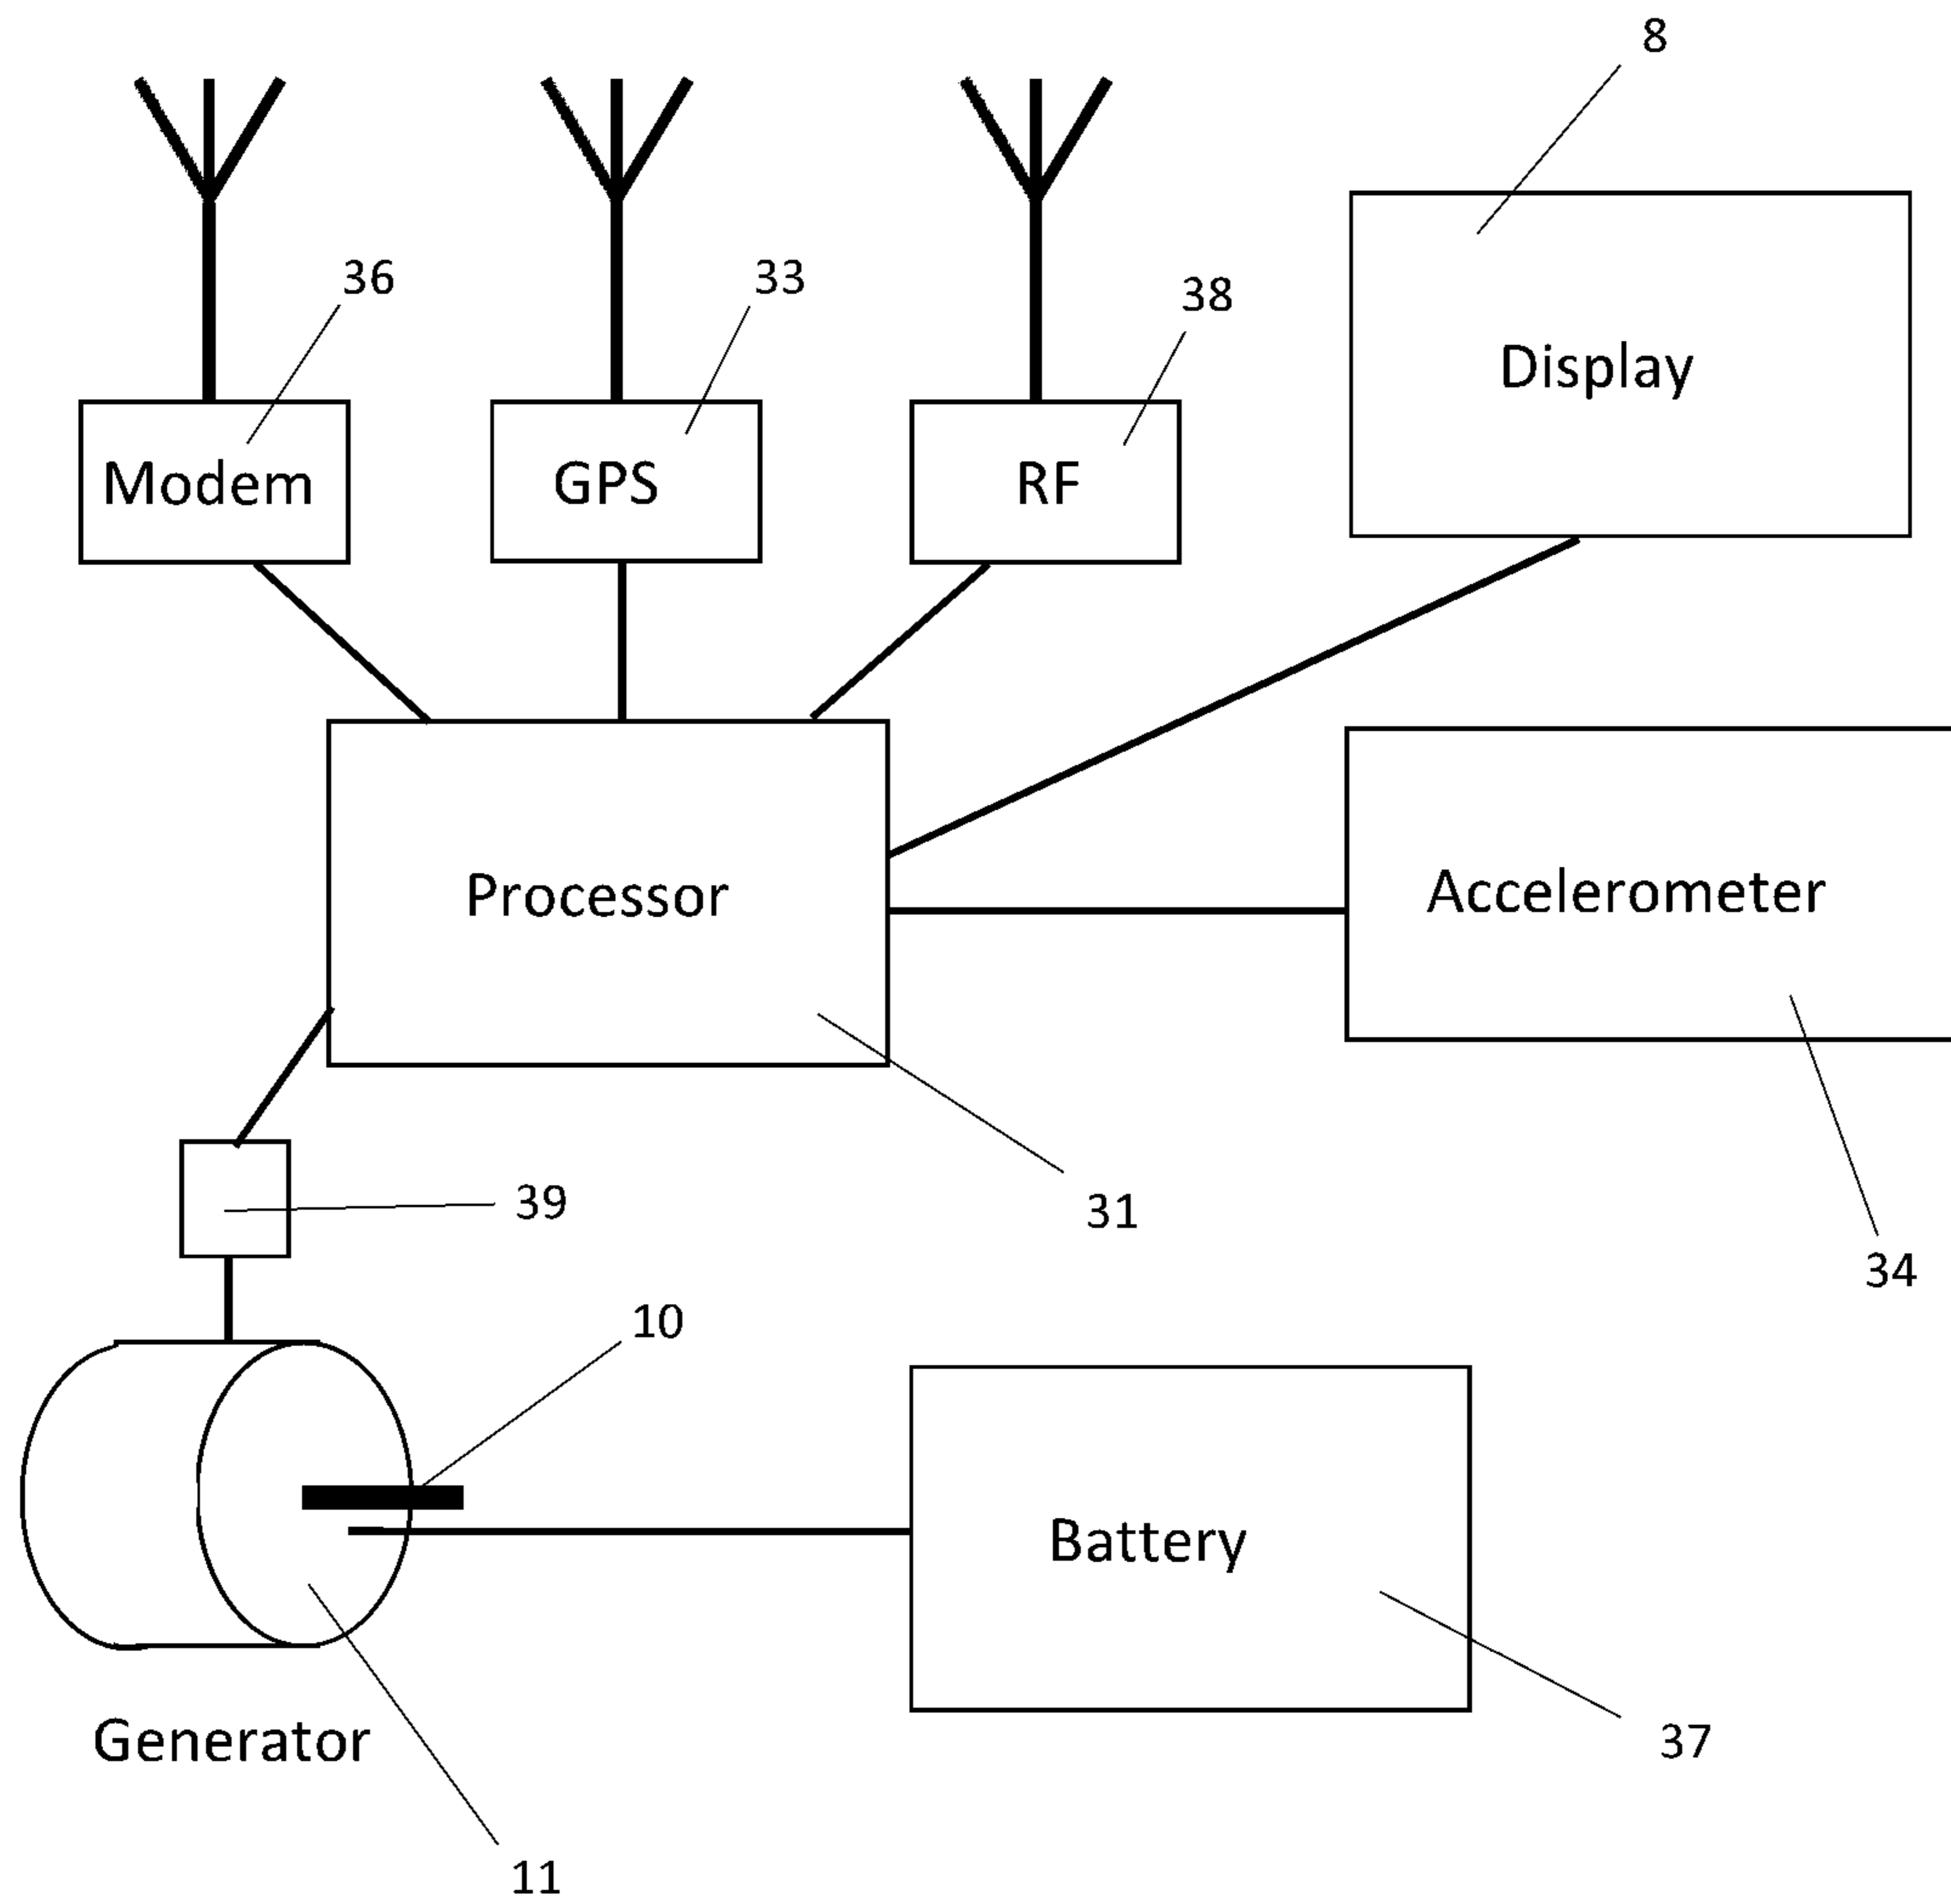 8
36
33
38
Display
Modem
GPS
RF
Processor
Accelerometer
39
31
34
10
Battery
Generator
37
11